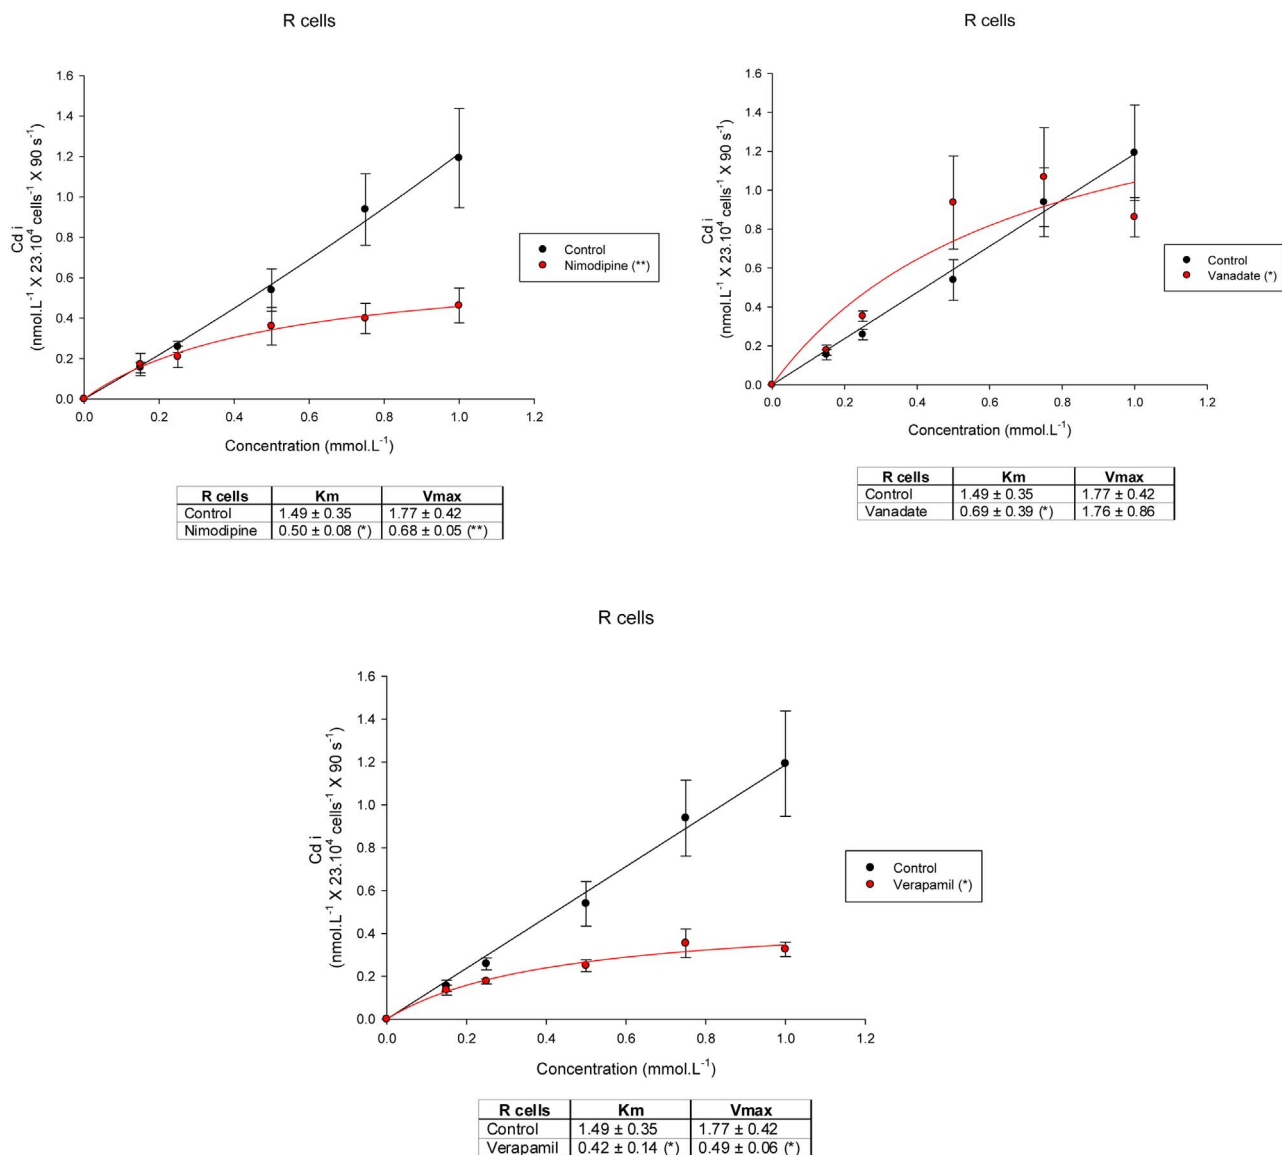 R cells
Cd i
(nmol.L⁻¹ X 23.10⁴ cells⁻¹ X 90 s⁻¹)
1.6
1.4
1.2
1.0
0.8
0.6
0.4
0.2
0.0
0.0 0.2 0.4 0.6 0.8 1.0 1.2
Concentration (mmol.L⁻¹)
Control
Nimodipine (**)
R cells Km Vmax
Control 1.49 ± 0.35 1.77 ± 0.42
Nimodipine 0.50 ± 0.08 (*) 0.68 ± 0.05 (**)
R cells
Cd i
(nmol.L⁻¹ X 23.10⁴ cells⁻¹ X 90 s⁻¹)
1.6
1.4
1.2
1.0
0.8
0.6
0.4
0.2
0.0
0.0 0.2 0.4 0.6 0.8 1.0 1.2
Concentration (mmol.L⁻¹)
Control
Vanadate (*)
R cells Km Vmax
Control 1.49 ± 0.35 1.77 ± 0.42
Vanadate 0.69 ± 0.39 (*) 1.76 ± 0.86
R cells
Cd i
(nmol.L⁻¹ X 23.10⁴ cells⁻¹ X 90 s⁻¹)
1.6
1.4
1.2
1.0
0.8
0.6
0.4
0.2
0.0
0.0 0.2 0.4 0.6 0.8 1.0 1.2
Concentration (mmol.L⁻¹)
Control
Verapamil (*)
R cells Km Vmax
Control 1.49 ± 0.35 1.77 ± 0.42
Verapamil 0.42 ± 0.14 (*) 0.49 ± 0.06 (*)